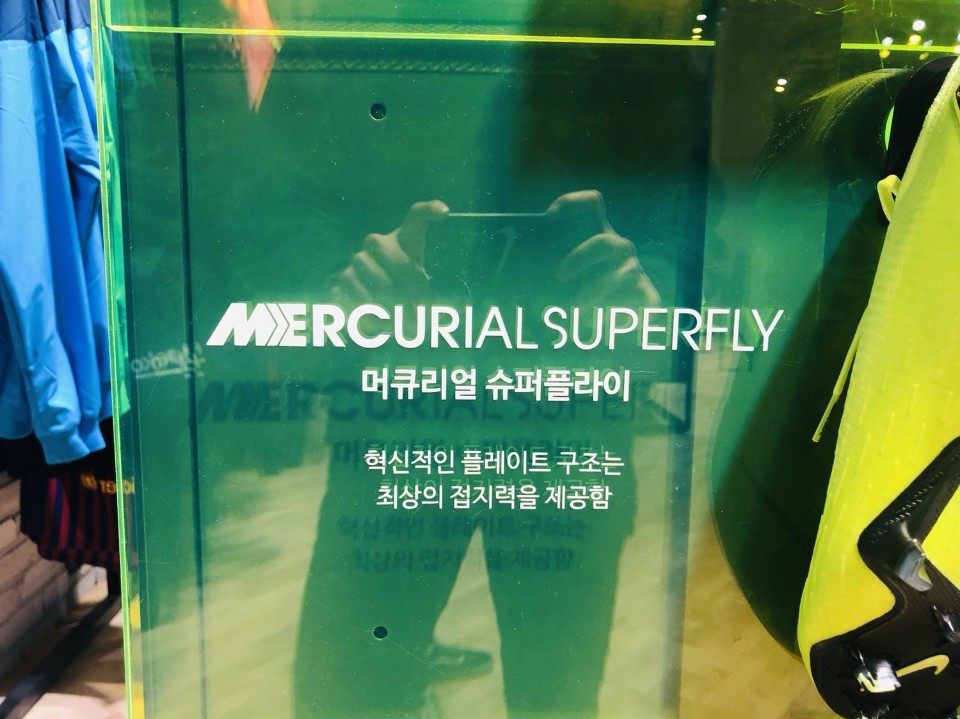 MERCURIAL SUPERFLY
머큐리얼 슈퍼플라이
혁신적인 플레이트 구조는
최상의 접지력을 제공함